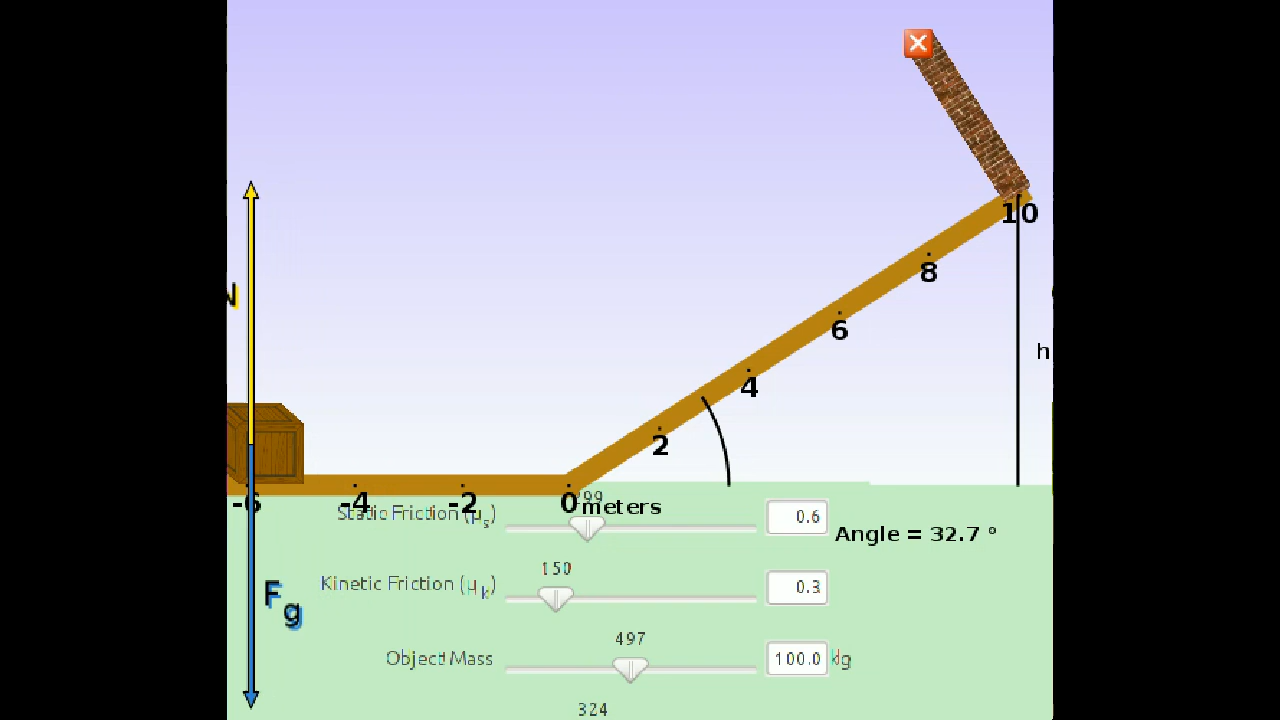 10
8
N
6
h
4
2
-6 -4 -2 0 meters
Static Friction (μs) 0.6
Angle = 32.7 °
150
Kinetic Friction (μk) 0.3
Fg
497
Object Mass 100.0 kg
324